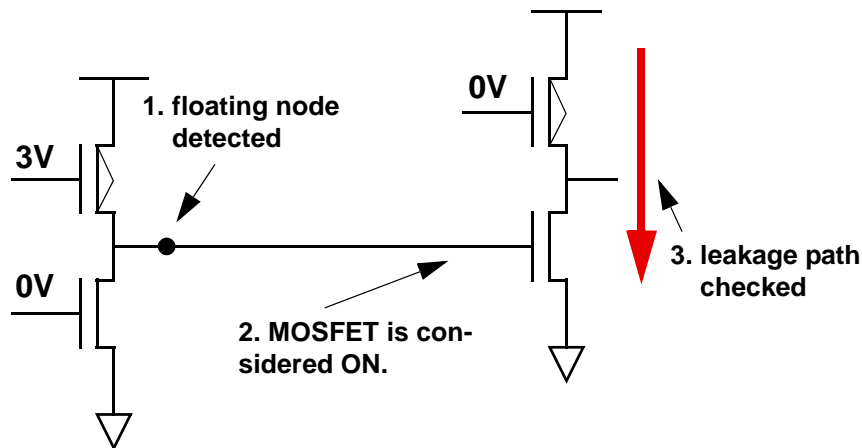 1. floating node
detected
0V
3V
0V
2. MOSFET is con-
sidered ON.
3. leakage path
checked